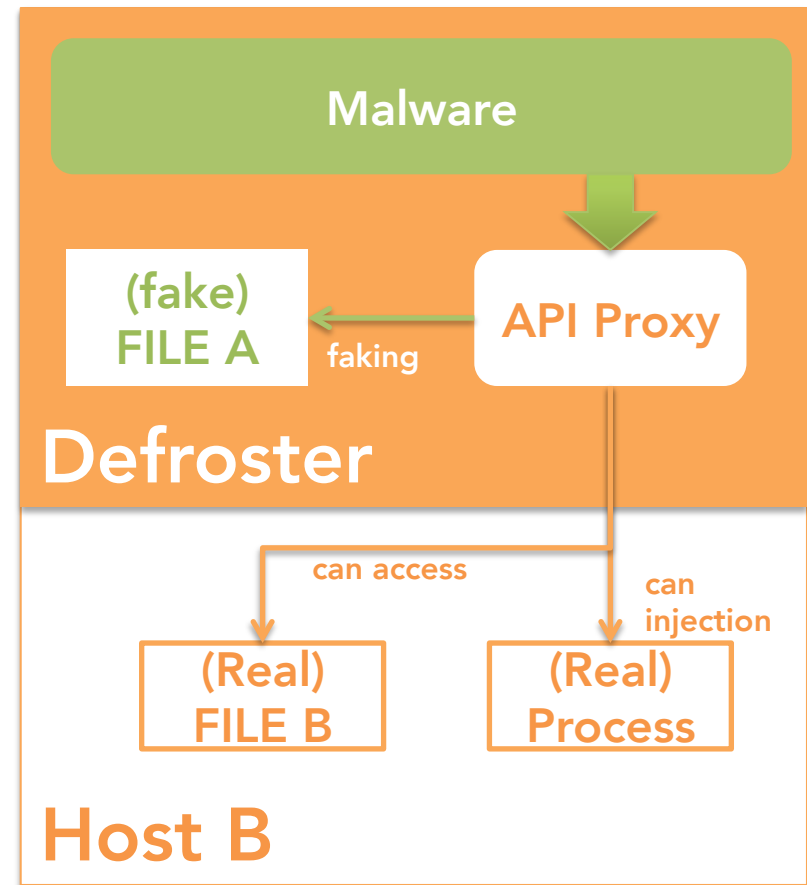 Malware
(fake)
FILE A
faking
API Proxy
Defroster
can access
can
injection
(Real)
FILE B
(Real)
Process
Host B